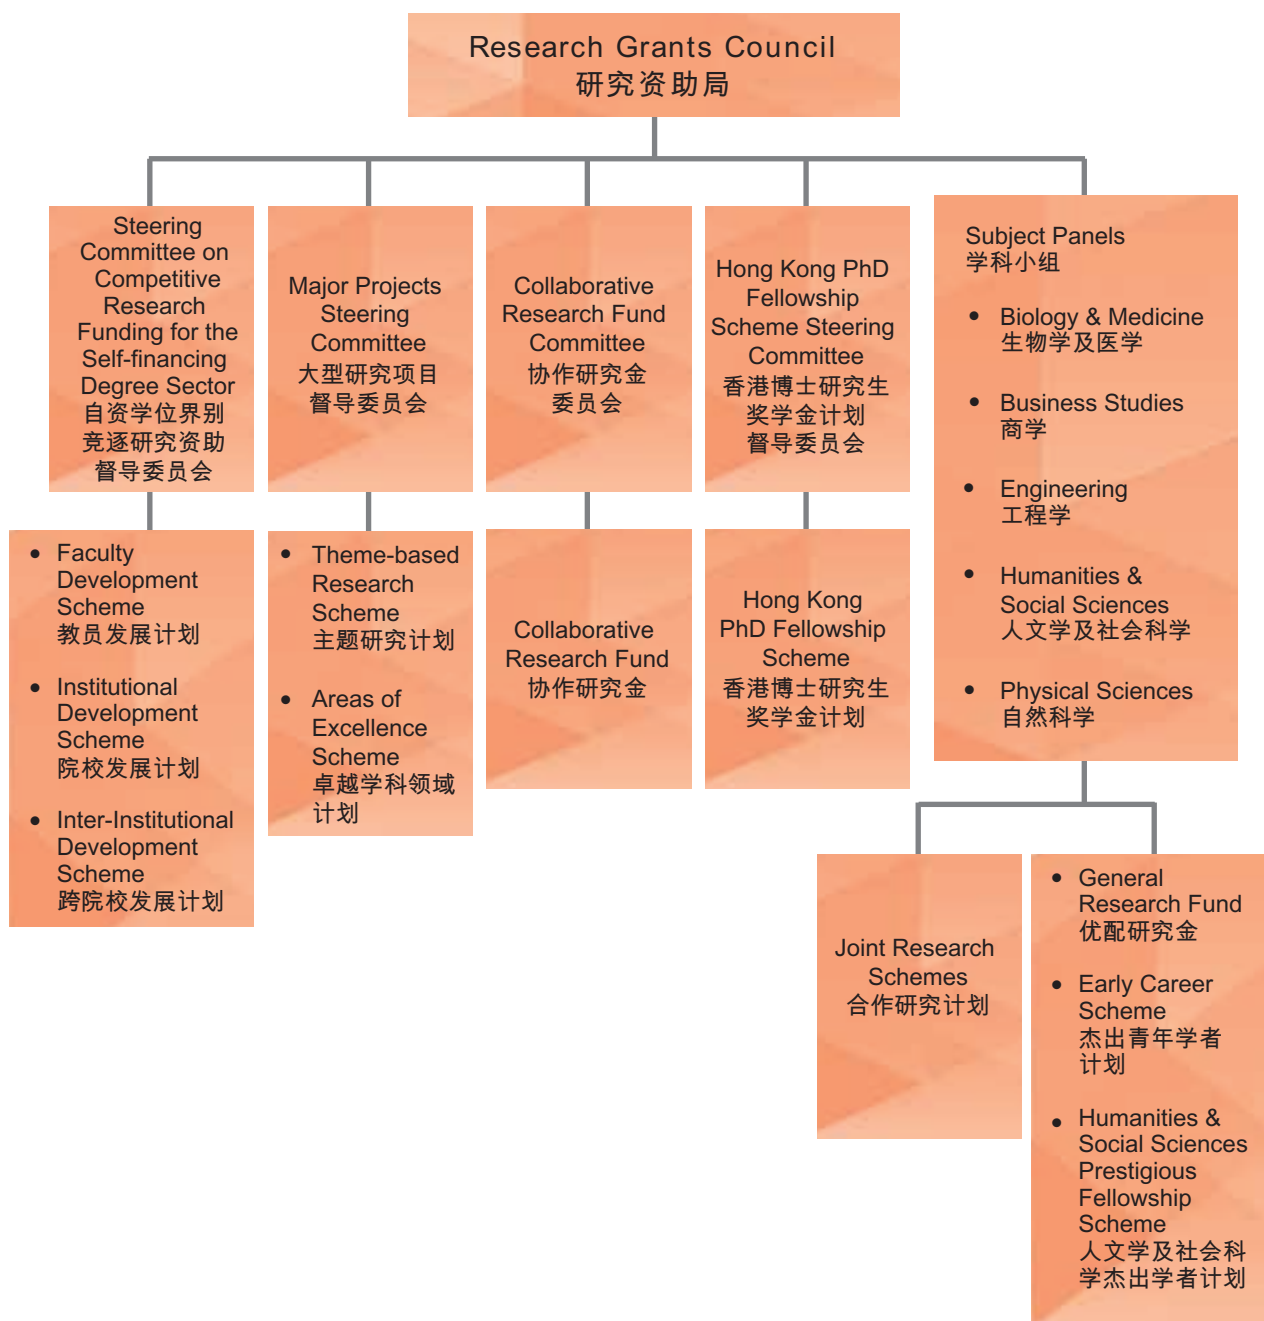 Research Grants Council
研究资助局
Steering
Committee on
Competitive
Research
Funding for the
Self-financing
Degree Sector
自资学位界别
竞逐研究资助
督导委员会
Major Projects
Steering
Committee
大型研究项目
督导委员会
Collaborative
Research Fund
Committee
协作研究金
委员会
Hong Kong PhD
Fellowship
Scheme Steering
Committee
香港博士研究生
奖学金计划
督导委员会
Subject Panels
学科小组
• Biology & Medicine
生物学及医学
• Business Studies
商学
• Engineering
工程学
• Humanities &
Social Sciences
人文学及社会科学
• Physical Sciences
自然科学
• Faculty
Development
Scheme
教员发展计划
• Institutional
Development
Scheme
院校发展计划
• Inter-Institutional
Development
Scheme
跨院校发展计划
• Theme-based
Research
Scheme
主题研究计划
• Areas of
Excellence
Scheme
卓越学科领域
计划
Collaborative
Research Fund
协作研究金
Hong Kong
PhD Fellowship
Scheme
香港博士研究生
奖学金计划
Joint Research
Schemes
合作研究计划
• General
Research Fund
优配研究金
• Early Career
Scheme
杰出青年学者
计划
• Humanities &
Social Sciences
Prestigious
Fellowship
Scheme
人文学及社会科
学杰出学者计划